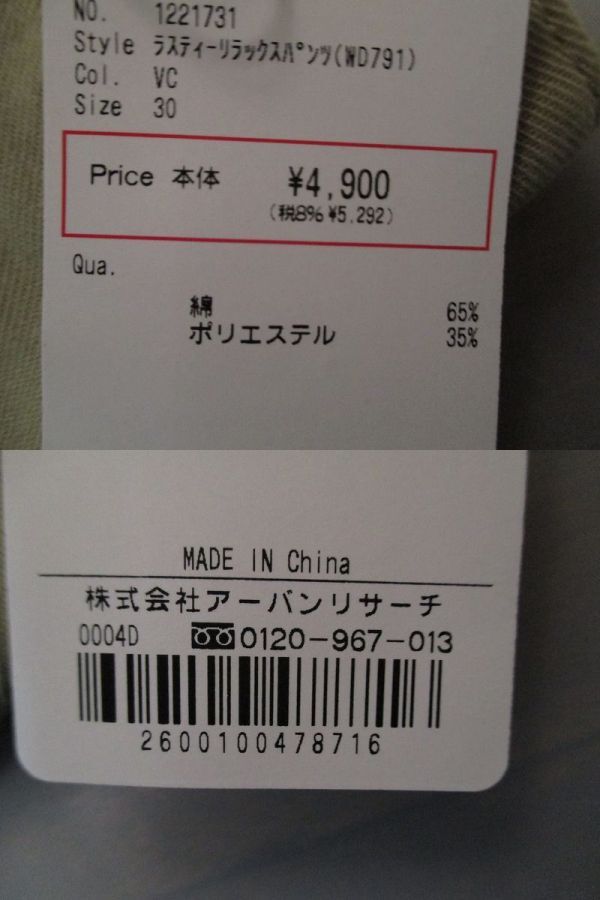 NO. 1221731
Style ラスティーリラックスパンツ(WD791)
Col. VC
Size 30
Price 本体 ¥4,900
(税8% ¥5.292)
Qua.
綿 65%
ポリエステル 35%
MADE IN China
株式会社アーバンリサーチ
0004D 0120-967-013
2600100478716